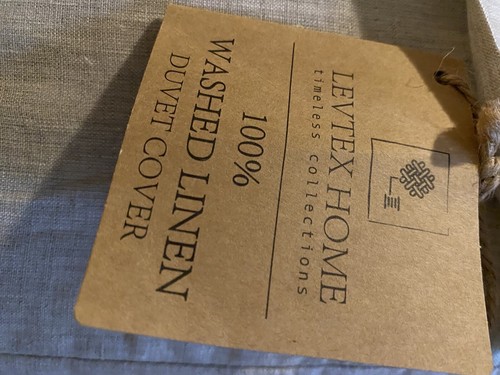 LEVTEX HOME
timeless collections
100%
WASHED LINEN
DUVET COVER